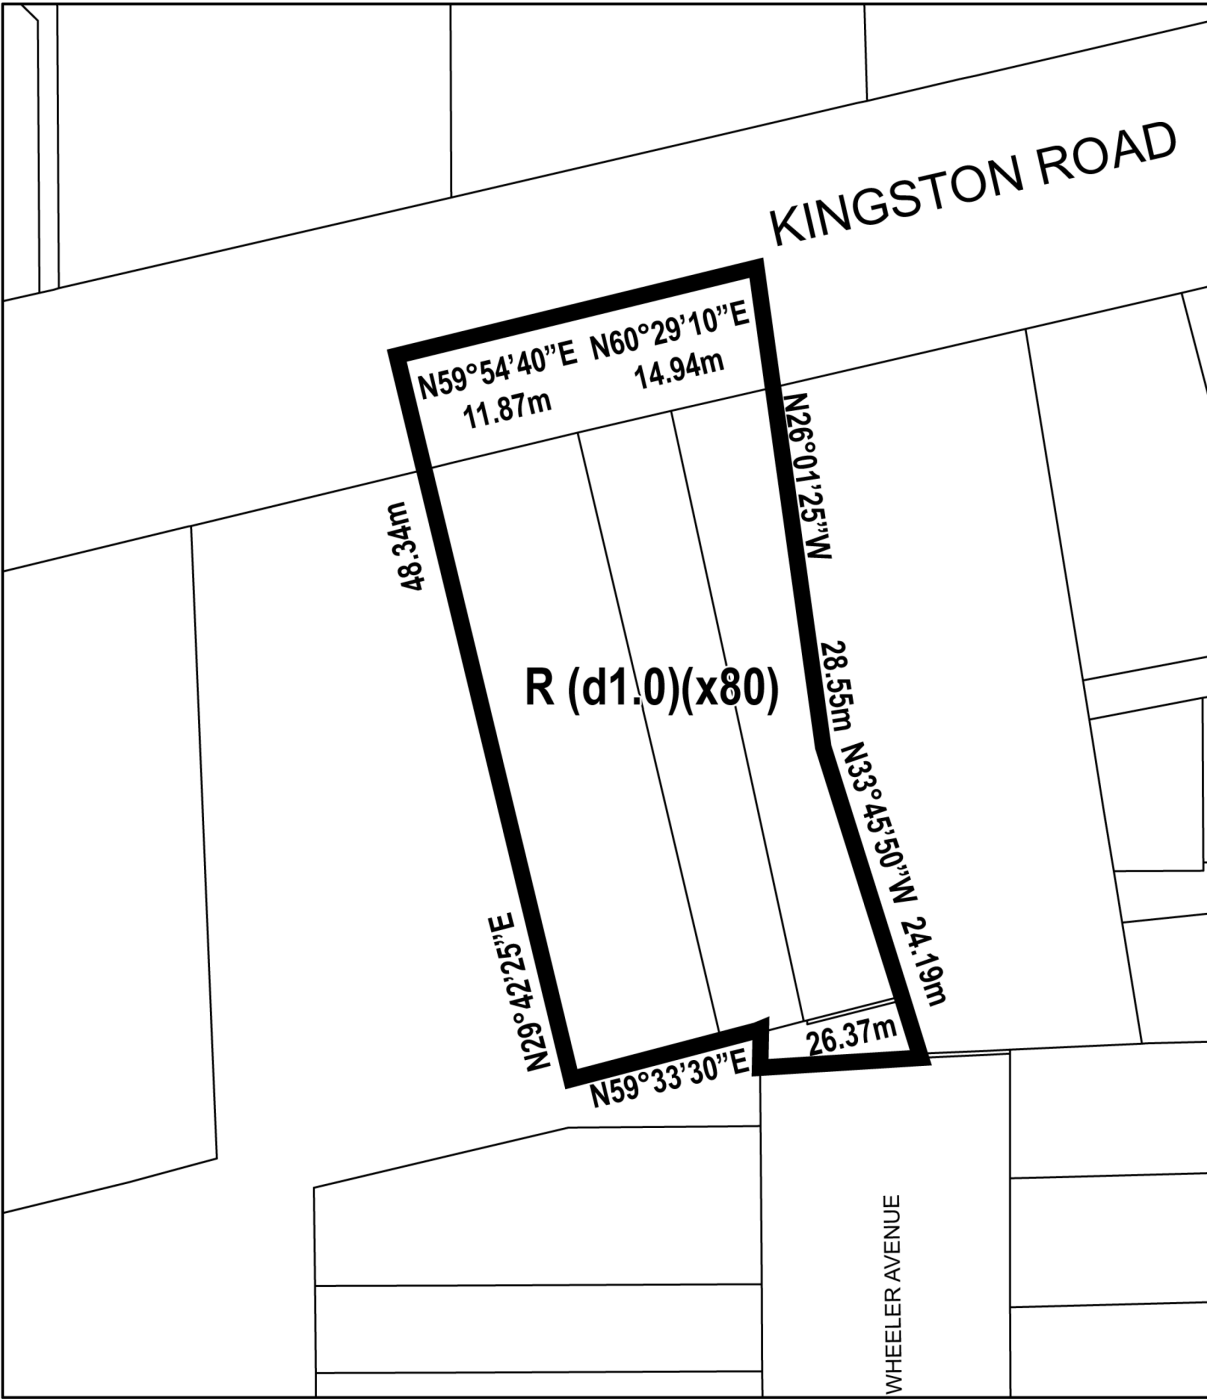 KINGSTON ROAD
N59°54’40”E
11.87m
N60°29’10”E
14.94m
N26°01’25”W
28.55m
48.34m
R (d1.0)(x80)
N33°45’50”W 24.19m
N29°42’25”E
N59°33’30”E
26.37m
WHEELER AVENUE